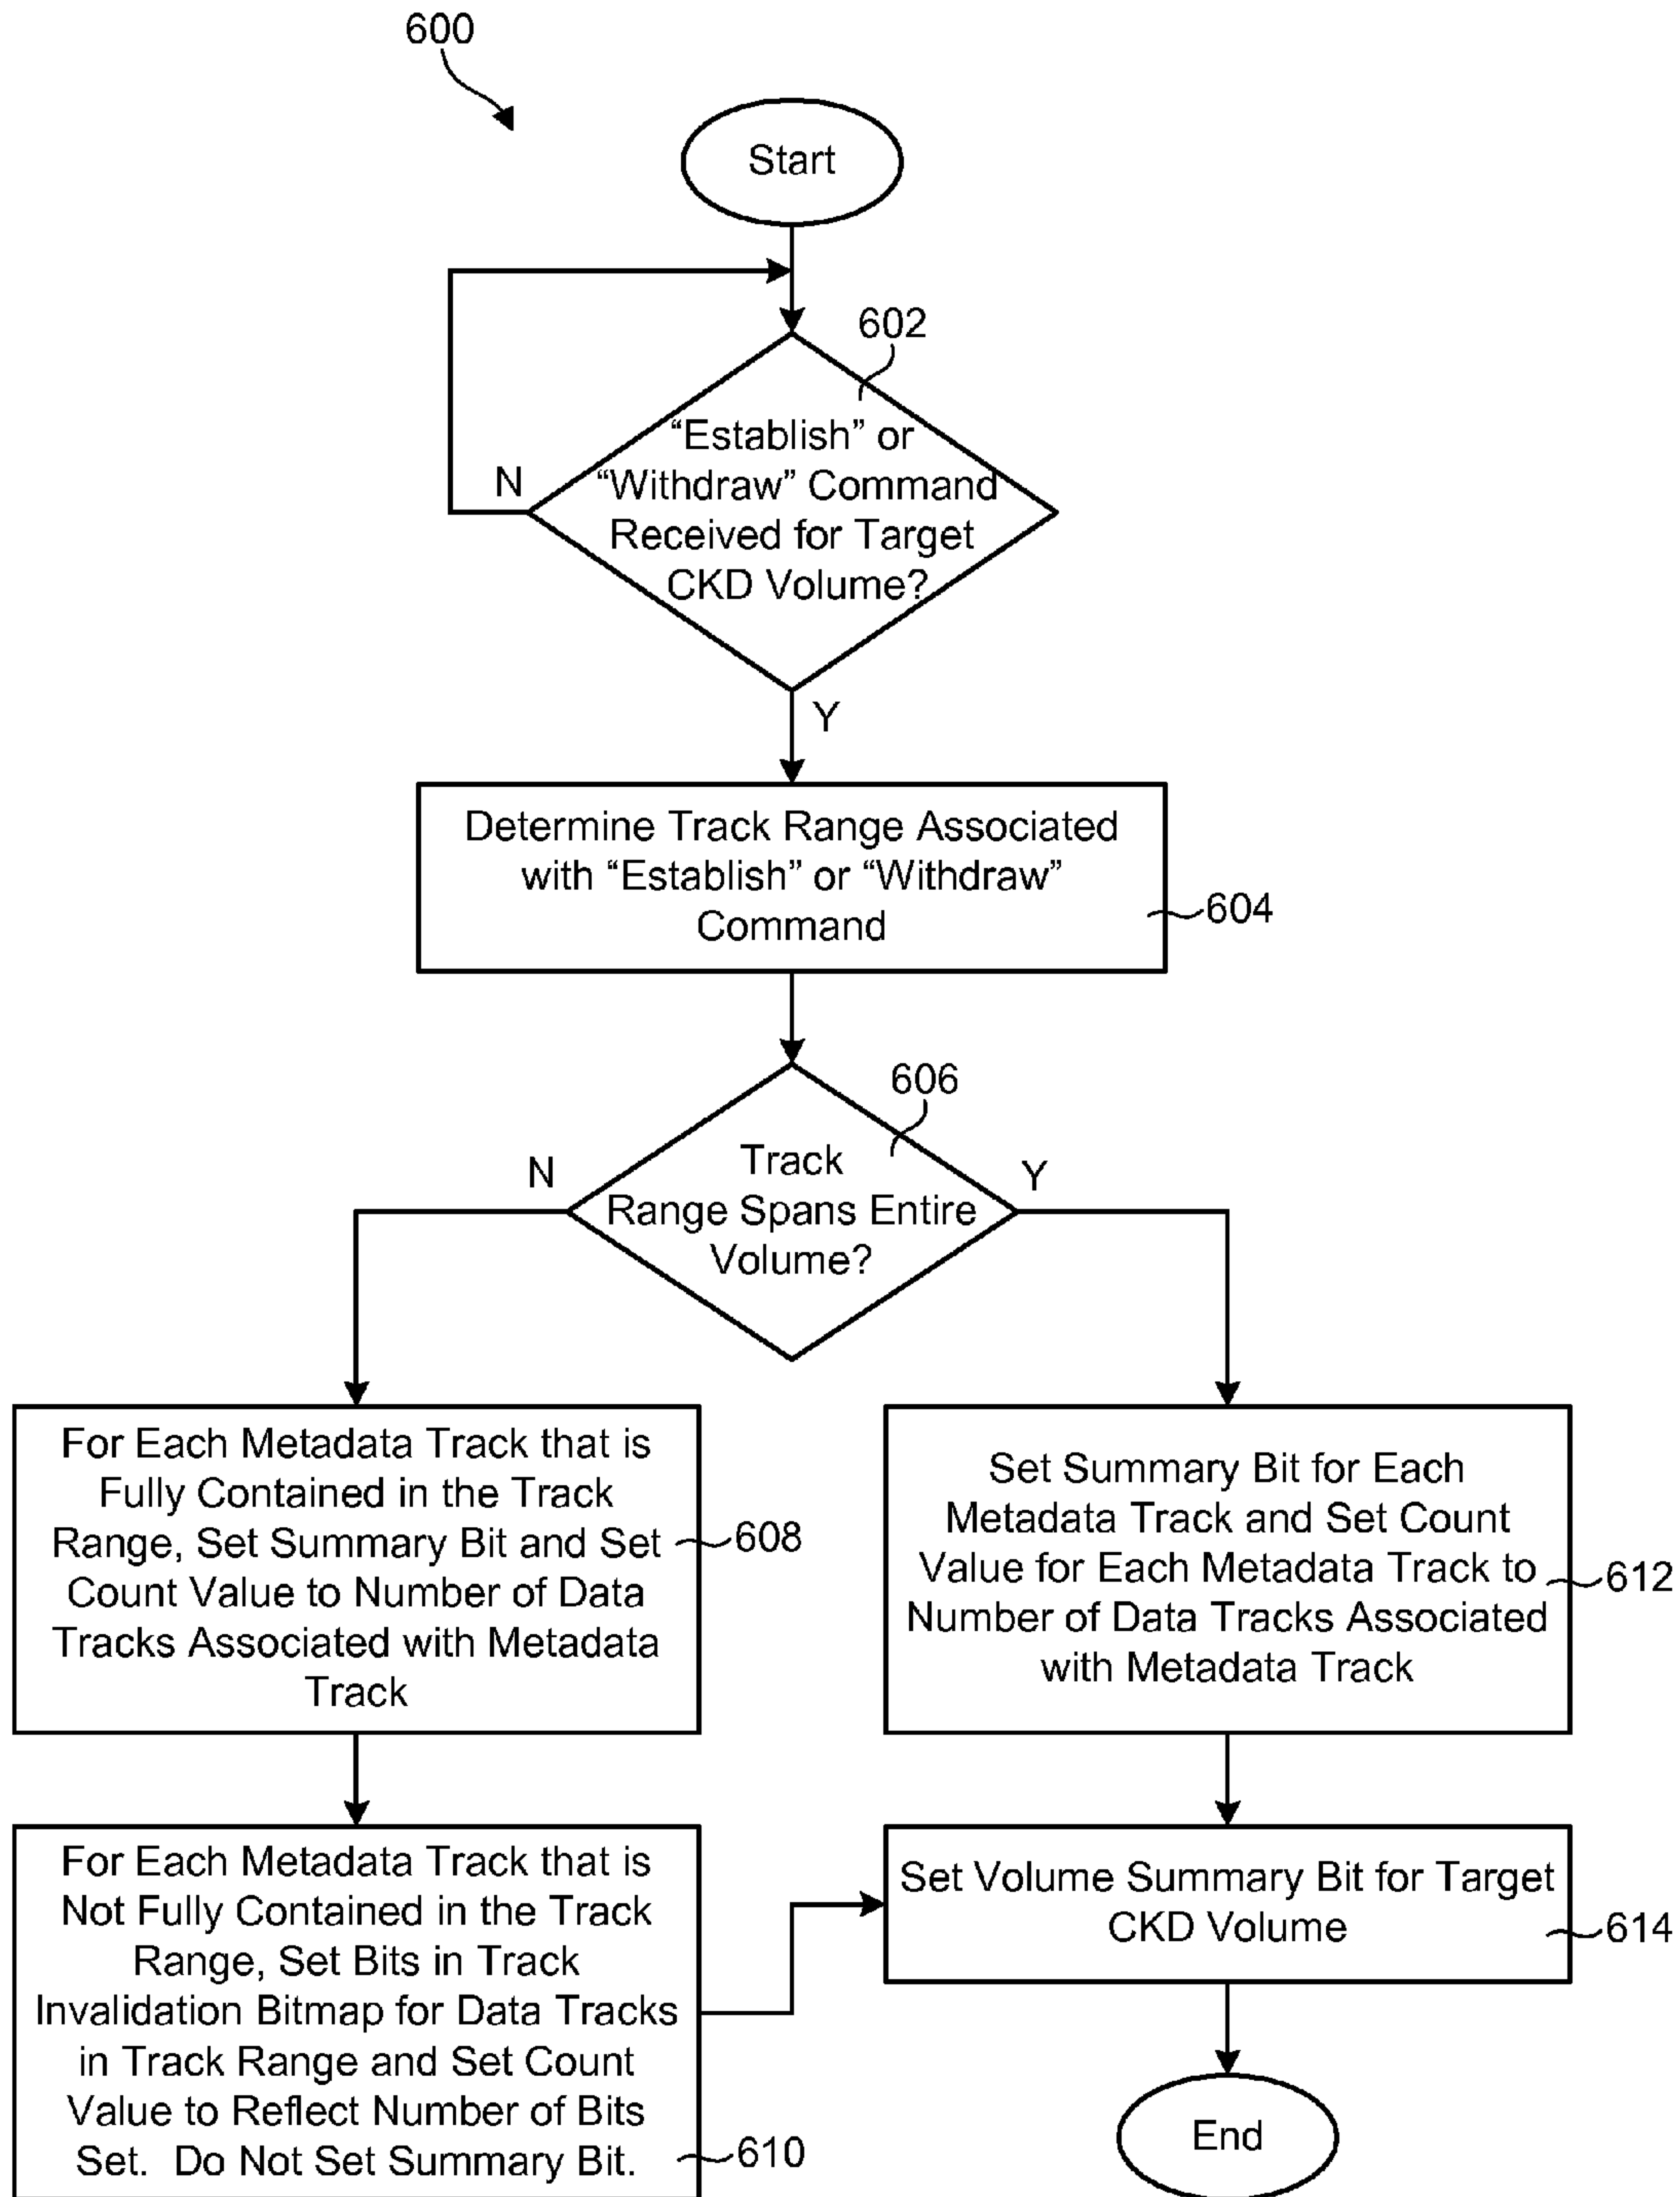 600
Start
602
“Establish” or
“Withdraw” Command
Received for Target
CKD Volume?
N
Y
Determine Track Range Associated
with “Establish” or “Withdraw”
Command
604
606
Track
Range Spans Entire
Volume?
N
Y
For Each Metadata Track that is
Fully Contained in the Track
Range, Set Summary Bit and Set
Count Value to Number of Data
Tracks Associated with Metadata
Track
608
Set Summary Bit for Each
Metadata Track and Set Count
Value for Each Metadata Track to
Number of Data Tracks Associated
with Metadata Track
612
For Each Metadata Track that is
Not Fully Contained in the Track
Range, Set Bits in Track
Invalidation Bitmap for Data Tracks
in Track Range and Set Count
Value to Reflect Number of Bits
Set. Do Not Set Summary Bit.
610
Set Volume Summary Bit for Target
CKD Volume
614
End